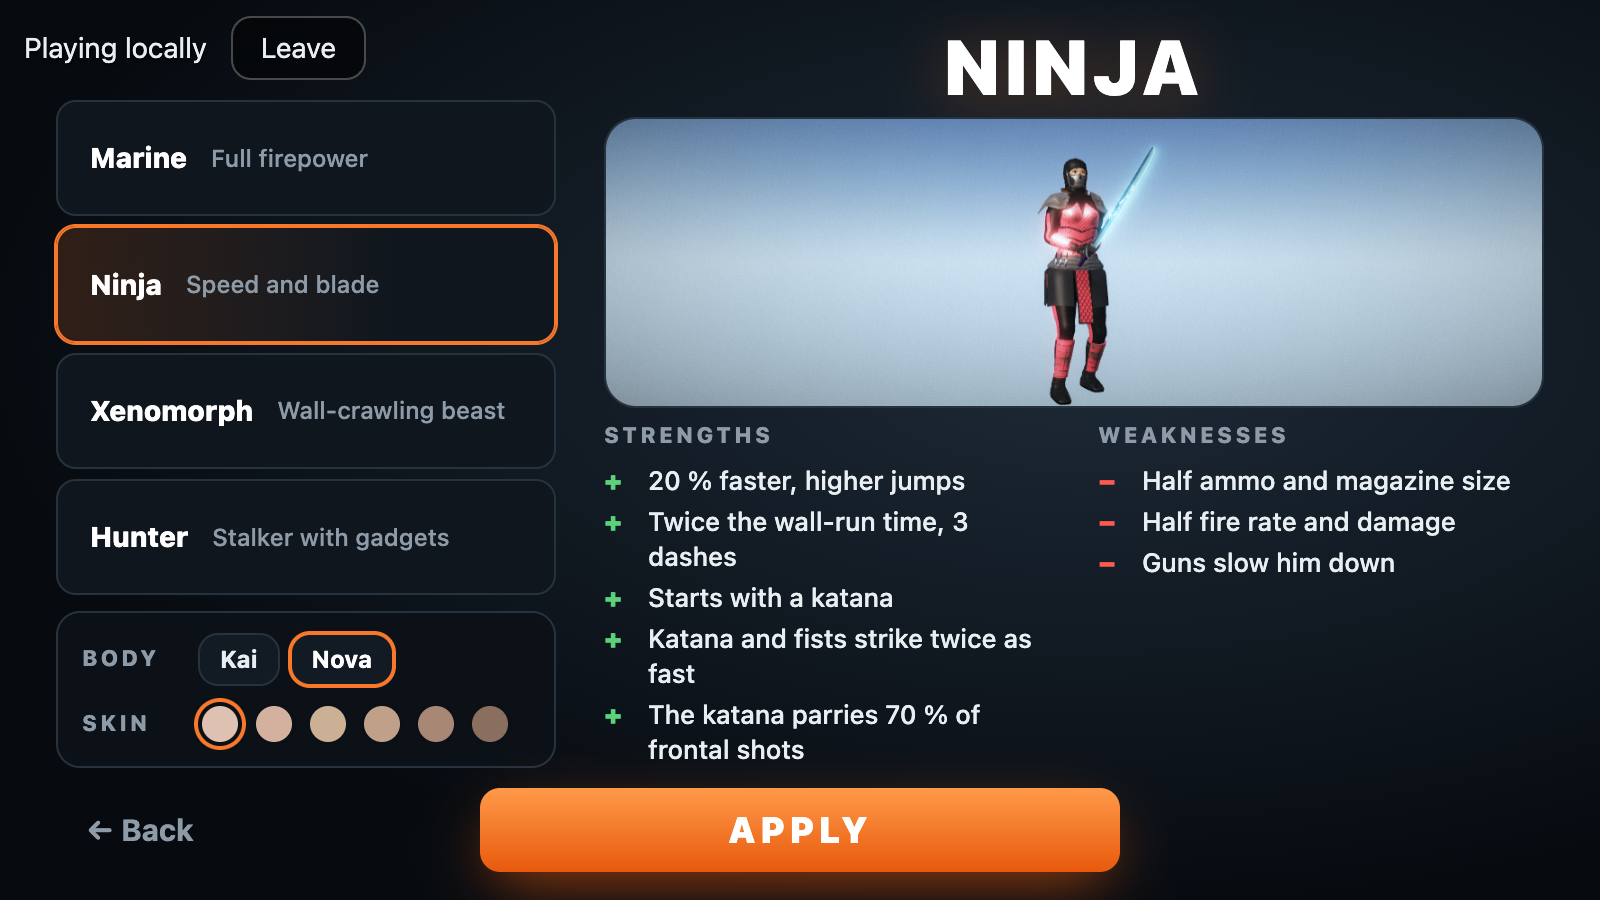 Playing locally
Leave
Marine Full firepower
Ninja Speed and blade
Xenomorph Wall-crawling beast
Hunter Stalker with gadgets
BODY Kai Nova
SKIN
← Back
NINJA
STRENGTHS
+ 20 % faster, higher jumps
+ Twice the wall-run time, 3
dashes
+ Starts with a katana
+ Katana and fists strike twice as
fast
+ The katana parries 70 % of
frontal shots
WEAKNESSES
− Half ammo and magazine size
− Half fire rate and damage
− Guns slow him down
APPLY